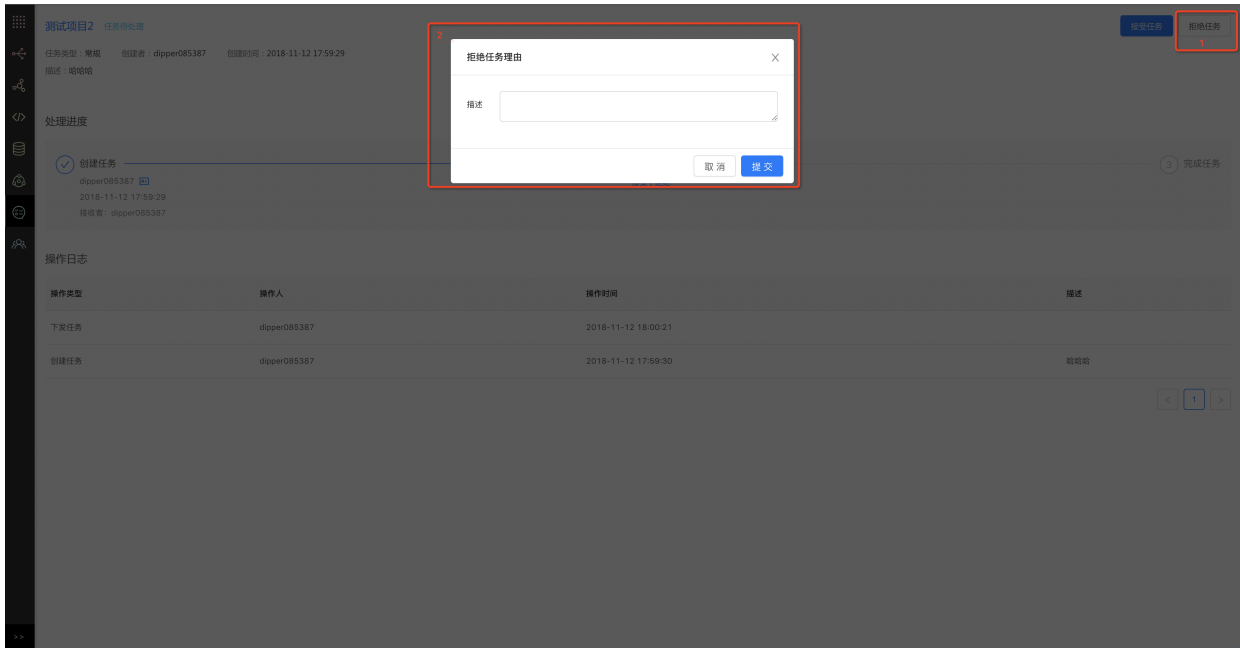 测试项目2 任务待处理
接受任务 拒绝任务
1
2
任务类型：常规 创建者：dipper085387 创建时间：2018-11-12 17:59:29
描述：哈哈哈
拒绝任务理由
描述
取消 提交
处理进度
创建任务
3 完成任务
dipper085387
2018-11-12 17:59:29
接收者：dipper085387
操作日志
操作类型 操作人 操作时间 描述
下发任务 dipper085387 2018-11-12 18:00:21
创建任务 dipper085387 2018-11-12 17:59:30 哈哈哈
< 1 >
>>